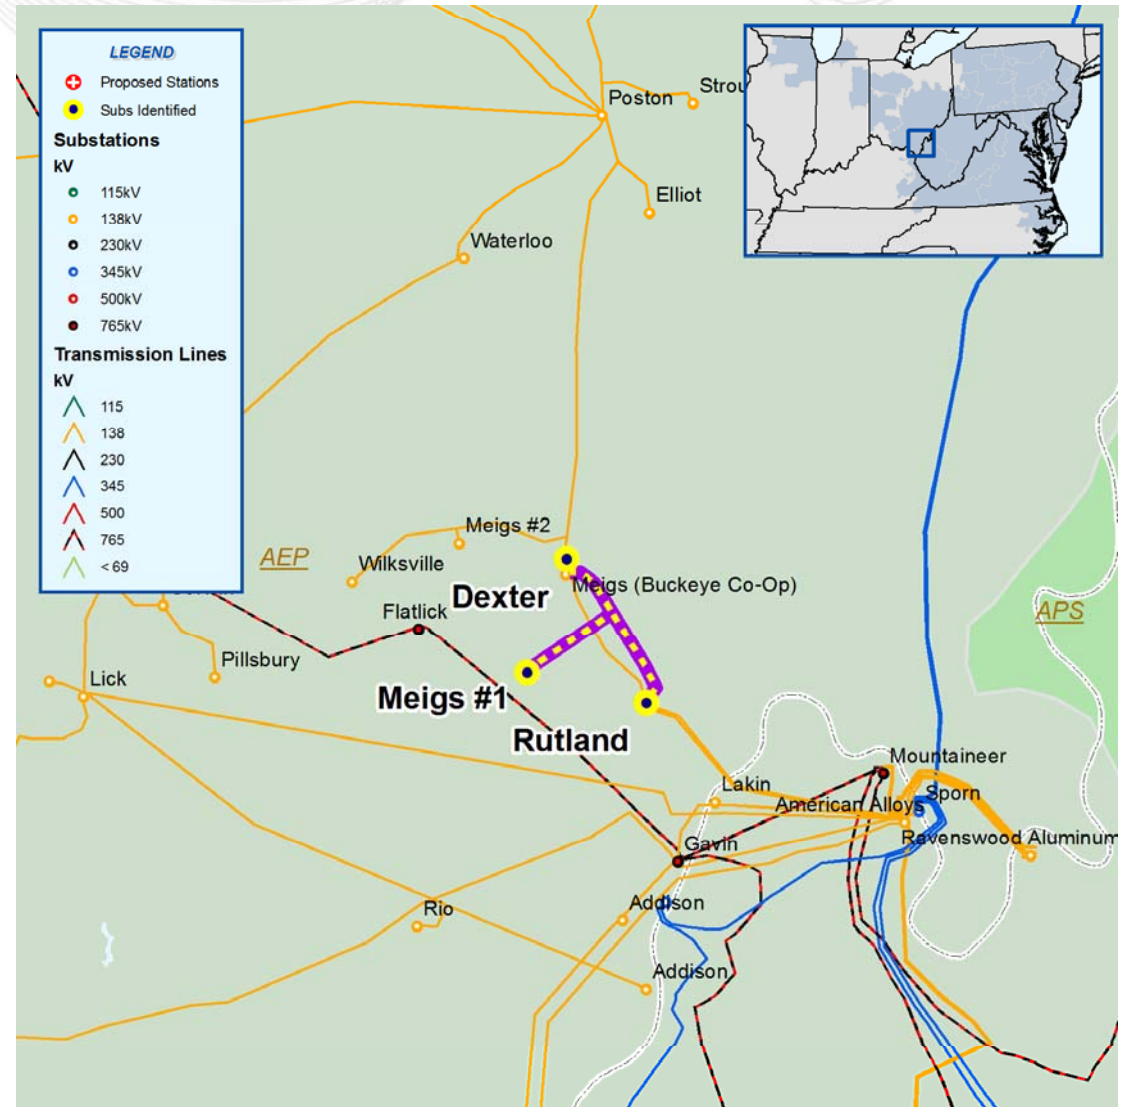 LEGEND
Proposed Stations
Subs Identified
Substations
kV
115kV
138kV
230kV
345kV
500kV
765kV
Transmission Lines
kV
115
138
230
345
500
765
< 69
Poston
Elliot
Waterloo
Meigs #2
AEP
Wilksville
Meigs (Buckeye Co-Op)
Dexter
Flatlick
APS
Pillsbury
Lick
Meigs #1
Rutland
Mountaineer
Lakin
Sporn
American Alloys
Ravenswood Aluminum
Gavin
Addison
Rio
Addison